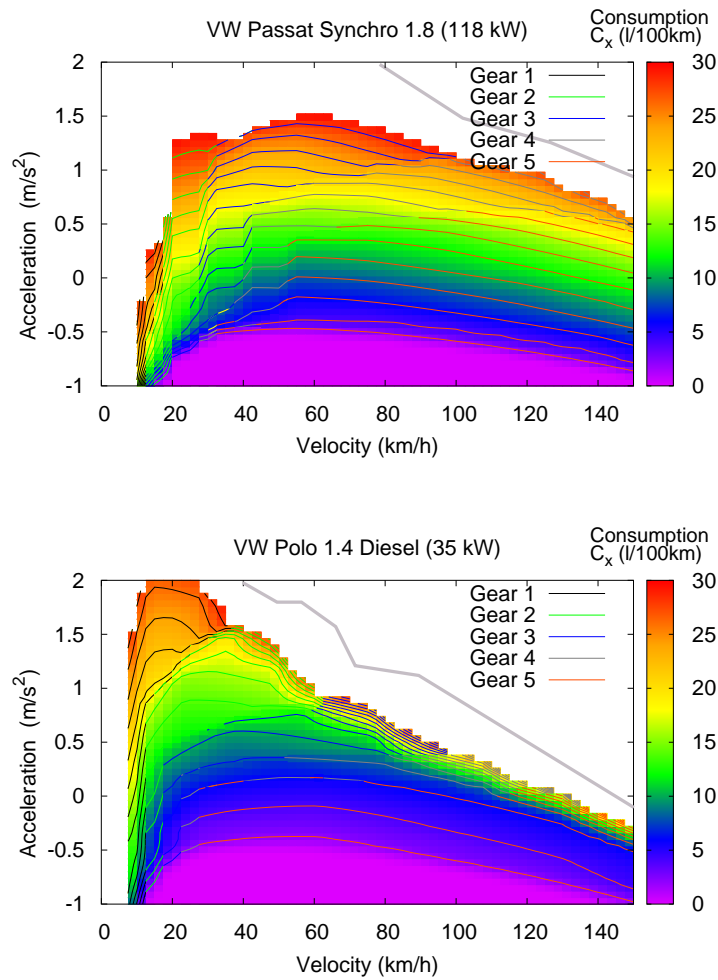 VW Passat Synchro 1.8 (118 kW)
Consumption
C_x (l/100km)
Gear 1
Gear 2
Gear 3
Gear 4
Gear 5
2
1.5
1
0.5
0
-0.5
-1
Acceleration (m/s²)
0 20 40 60 80 100 120 140
Velocity (km/h)
30
25
20
15
10
5
0
VW Polo 1.4 Diesel (35 kW)
Consumption
C_x (l/100km)
Gear 1
Gear 2
Gear 3
Gear 4
Gear 5
2
1.5
1
0.5
0
-0.5
-1
Acceleration (m/s²)
0 20 40 60 80 100 120 140
Velocity (km/h)
30
25
20
15
10
5
0